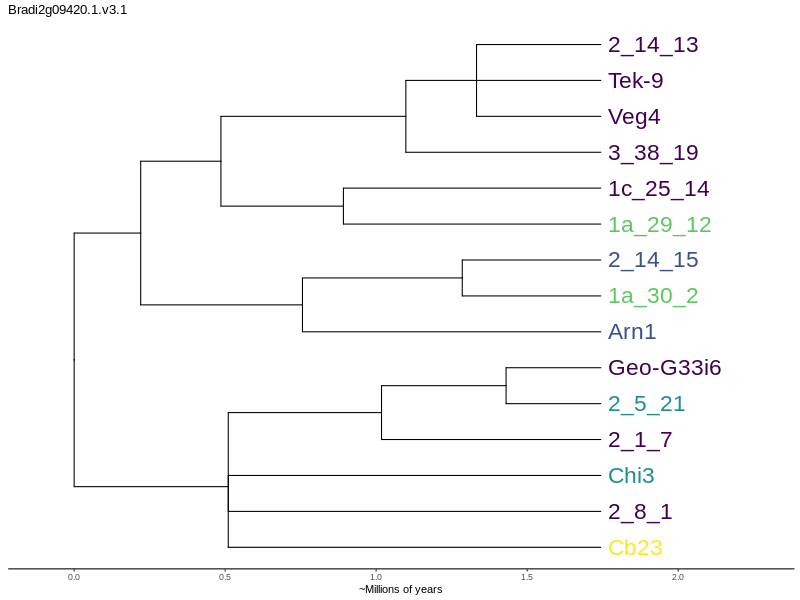 Bradi2g09420.1.v3.1
2_14_13
Tek-9
Veg4
3_38_19
1c_25_14
1a_29_12
2_14_15
1a_30_2
Arn1
Geo-G33i6
2_5_21
2_1_7
Chi3
2_8_1
Cb23
0.0 0.5 1.0 1.5 2.0
~Millions of years